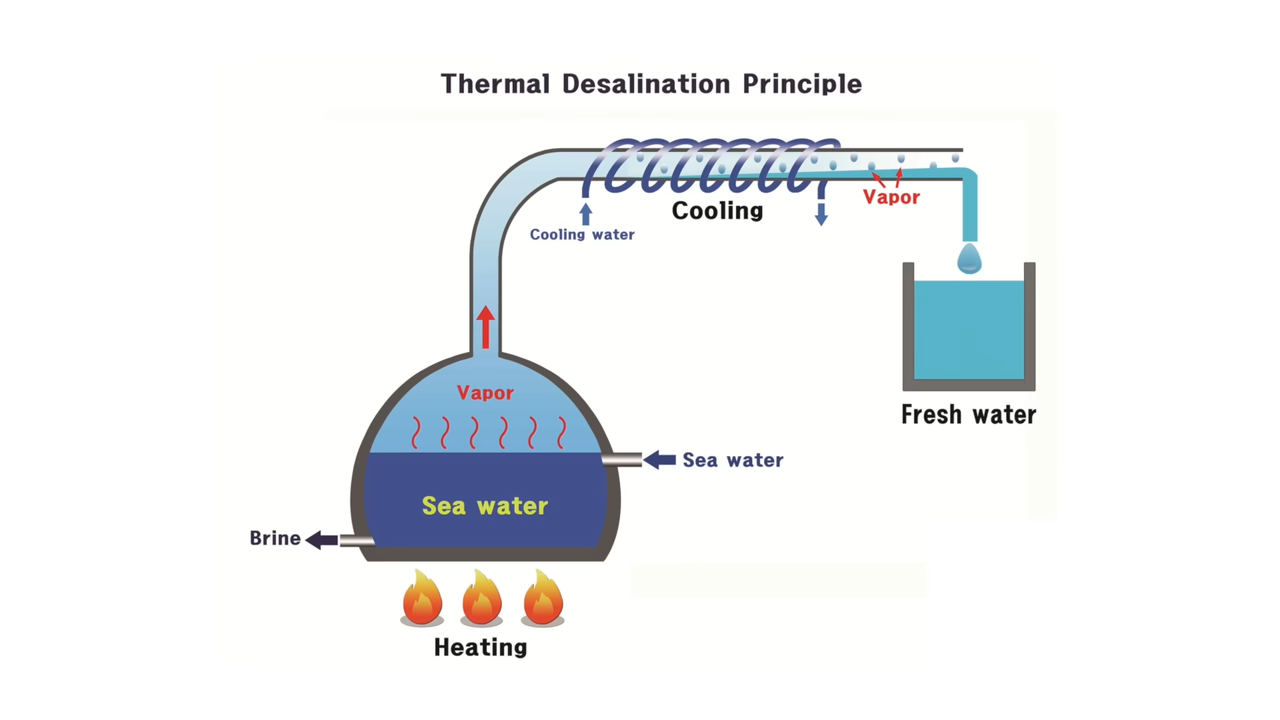 Thermal Desalination Principle
Cooling
Vapor
Cooling water
Vapor
Fresh water
Sea water
Sea water
Brine
Heating